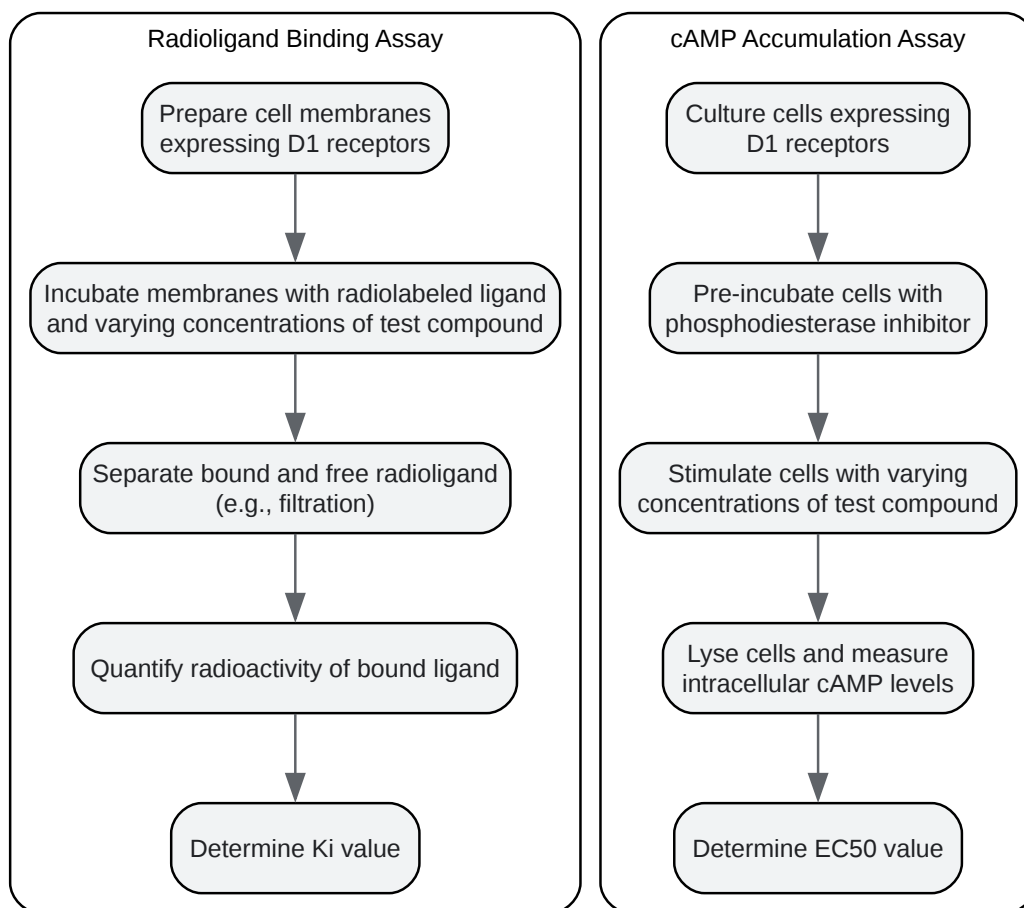 Radioligand Binding Assay
Prepare cell membranes
expressing D1 receptors
Incubate membranes with radiolabeled ligand
and varying concentrations of test compound
Separate bound and free radioligand
(e.g., filtration)
Quantify radioactivity of bound ligand
Determine Ki value
cAMP Accumulation Assay
Culture cells expressing
D1 receptors
Pre-incubate cells with
phosphodiesterase inhibitor
Stimulate cells with varying
concentrations of test compound
Lyse cells and measure
intracellular cAMP levels
Determine EC50 value